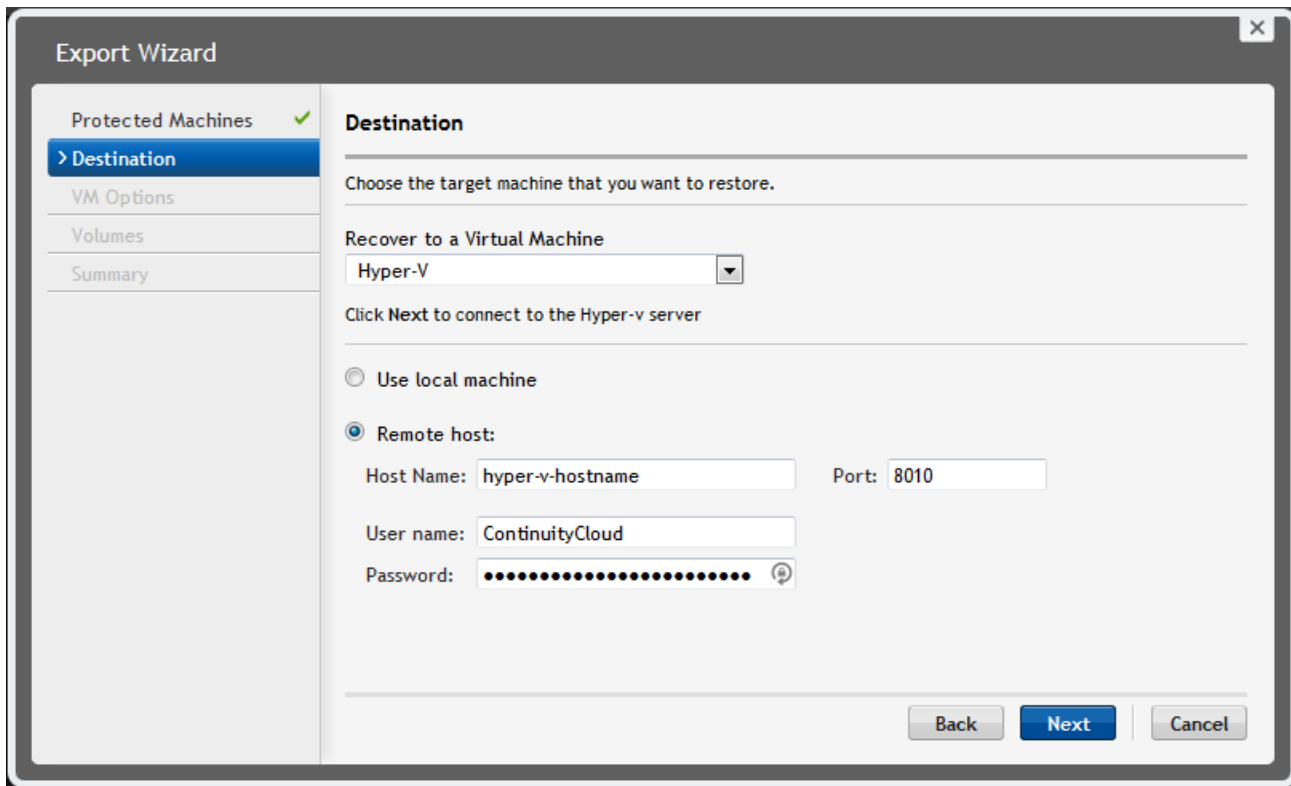 Export Wizard
Protected Machines
Destination
VM Options
Volumes
Summary
Destination
Choose the target machine that you want to restore.
Recover to a Virtual Machine
Hyper-V
Click Next to connect to the Hyper-v server
Use local machine
Remote host:
Host Name: hyper-v-hostname Port: 8010
User name: ContinuityCloud
Password: ••••••••••••••••••••••••
Back Next Cancel